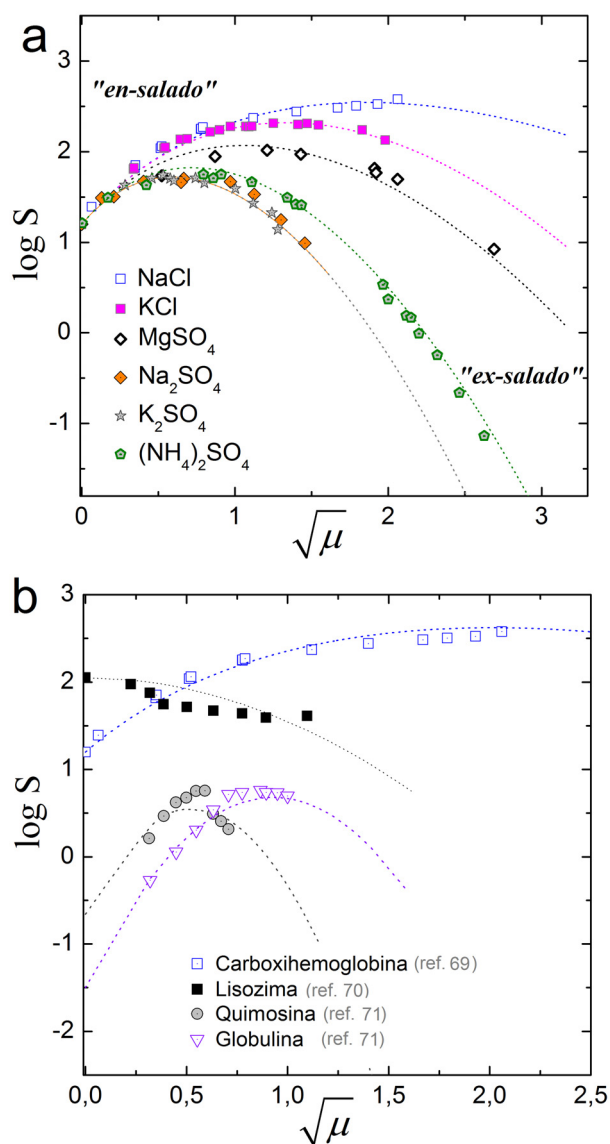 a
3
2
1
0
-1
log S
"en-salado"
"ex-salado"
NaCl
KCl
MgSO₄
Na₂SO₄
K₂SO₄
(NH₄)₂SO₄
0 1 2 3
√μ
b
3
2
1
0
-1
-2
log S
Carboxihemoglobina (ref. 69)
Lisozima (ref. 70)
Quimosina (ref. 71)
Globulina (ref. 71)
0,0 0,5 1,0 1,5 2,0 2,5
√μ